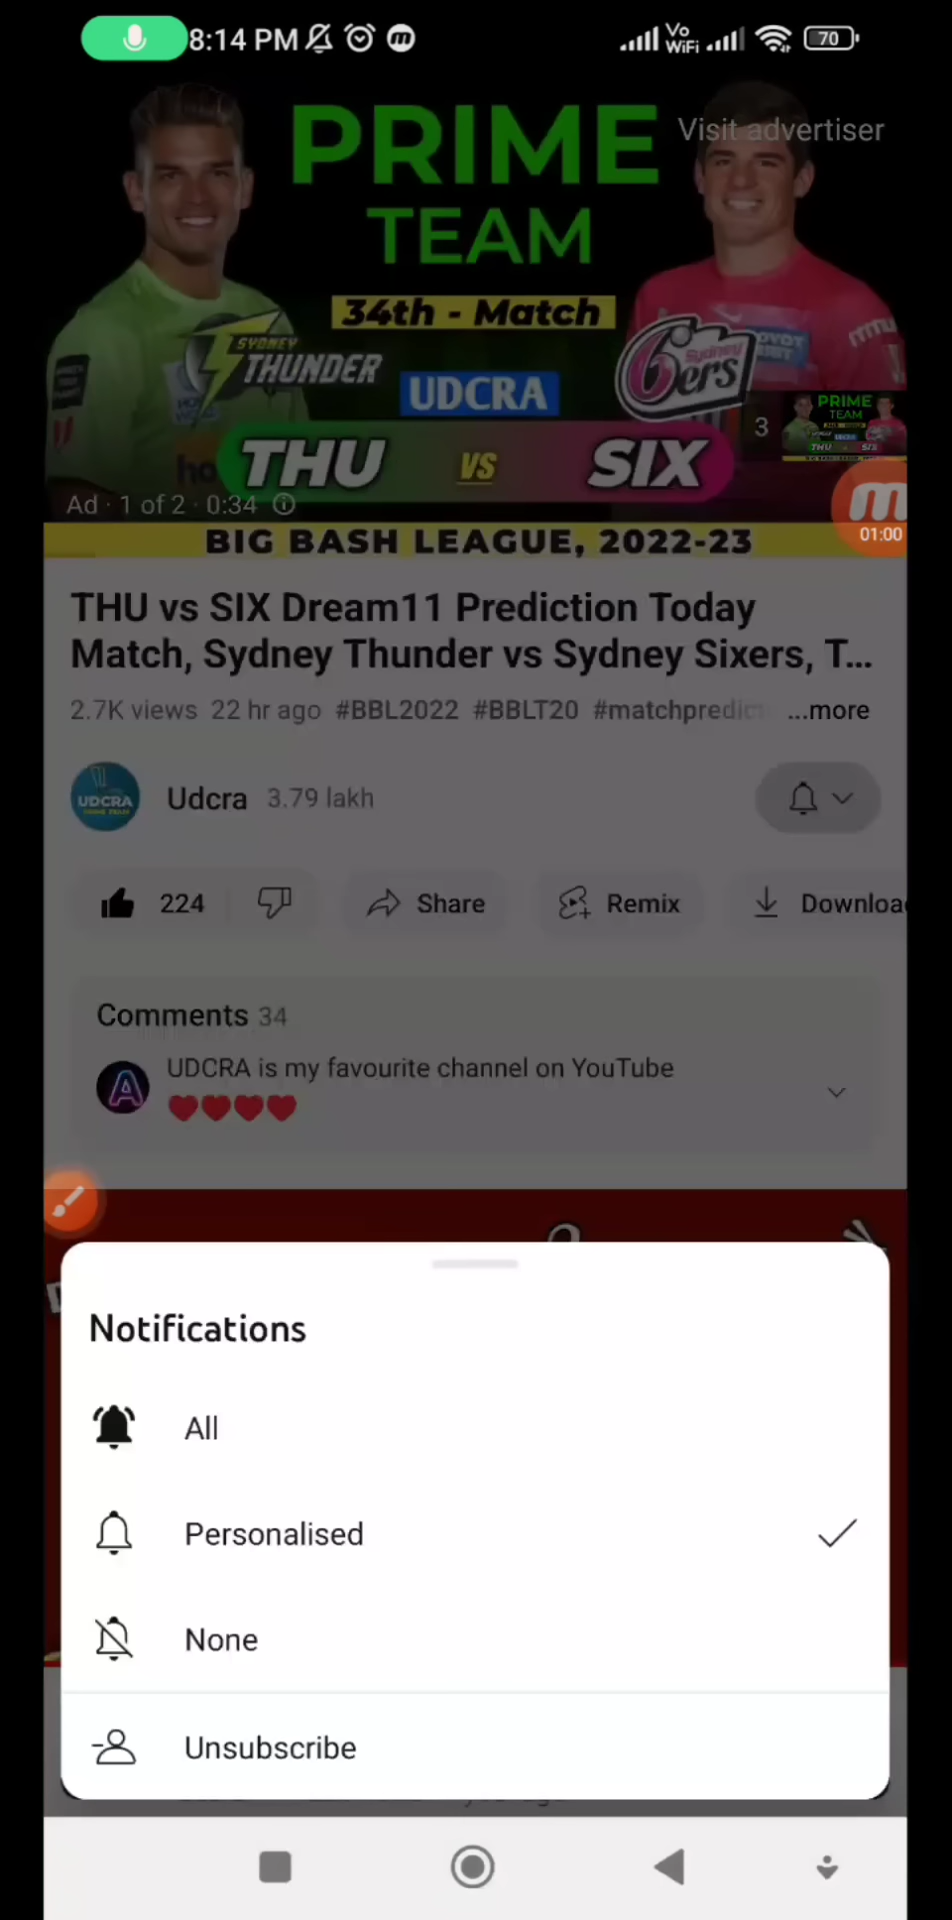 8:14 PM
Vo WiFi
70
PRIME
Visit advertiser
TEAM
34th - Match
SYDNEY THUNDER
UDCRA
Sydney 6ers
3
PRIME
TEAM
THU VS SIX
Ad · 1 of 2 · 0:34
01:00
BIG BASH LEAGUE, 2022-23
THU vs SIX Dream11 Prediction Today
Match, Sydney Thunder vs Sydney Sixers, T...
2.7K views 22 hr ago #BBL2022 #BBLT20 #matchpredic ...more
UDCRA
Udcra 3.79 lakh
224
Share
Remix
Downloa
Comments 34
UDCRA is my favourite channel on YouTube
❤❤❤❤
Notifications
All
Personalised
None
Unsubscribe